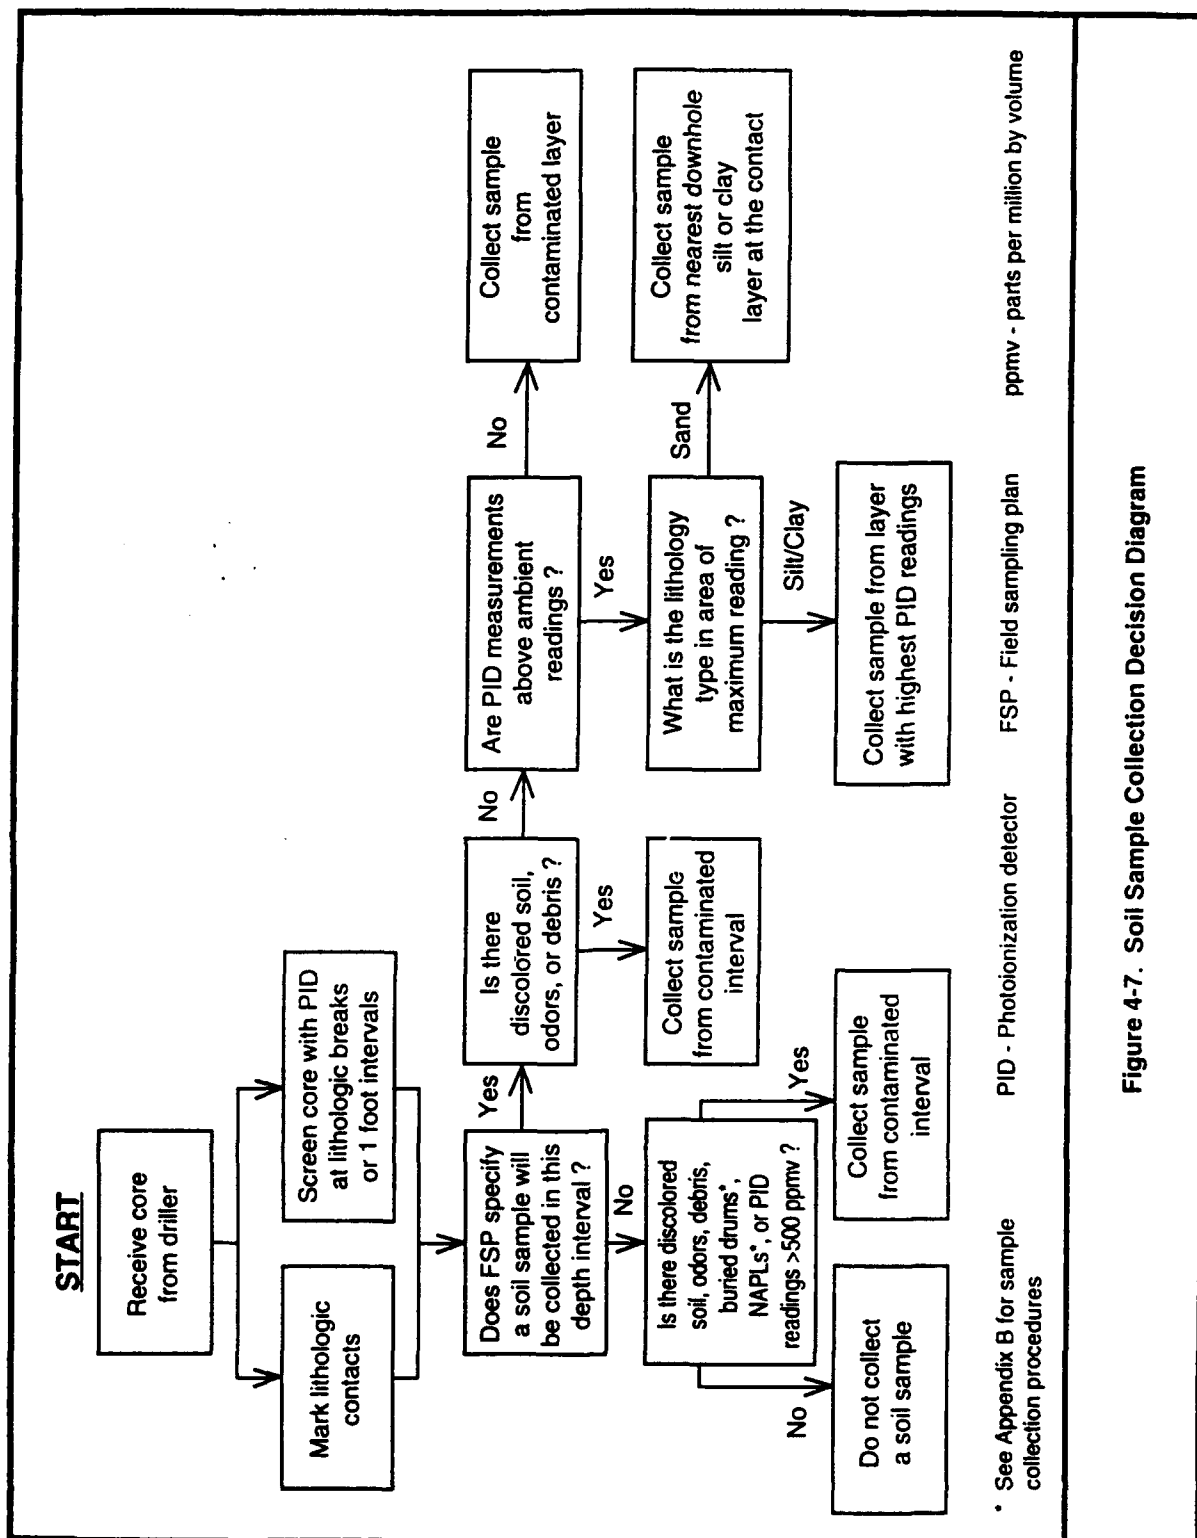 START
Receive core
from driller
Mark lithologic
contacts
Screen core with PID
at lithologic breaks
or 1 foot intervals
Does FSP specify
a soil sample will
be collected in this
depth interval ?
Yes
No
Is there
discolored soil,
odors, or debris ?
No
Yes
Are PID measurements
above ambient
readings ?
No
Yes
Collect sample
from
contaminated layer
Is there discolored
soil, odors, debris,
buried drums*,
NAPLs*, or PID
readings >500 ppmv ?
No
Yes
Collect sample
from contaminated
interval
What is the lithology
type in area of
maximum reading ?
Sand
Silt/Clay
Collect sample
from nearest downhole
silt or clay
layer at the contact
Do not collect
a soil sample
Collect sample
from contaminated
interval
Collect sample from layer
with highest PID readings
* See Appendix B for sample
collection procedures
PID - Photoionization detector
FSP - Field sampling plan
ppmv - parts per million by volume
Figure 4-7. Soil Sample Collection Decision Diagram